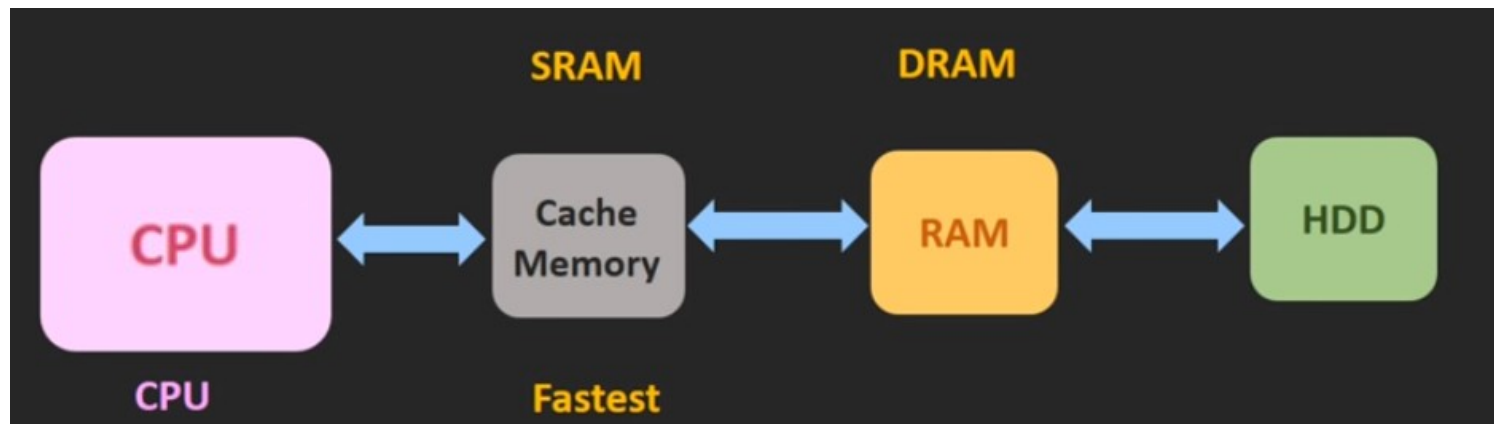 SRAM
DRAM
CPU
Cache
Memory
RAM
HDD
CPU
Fastest